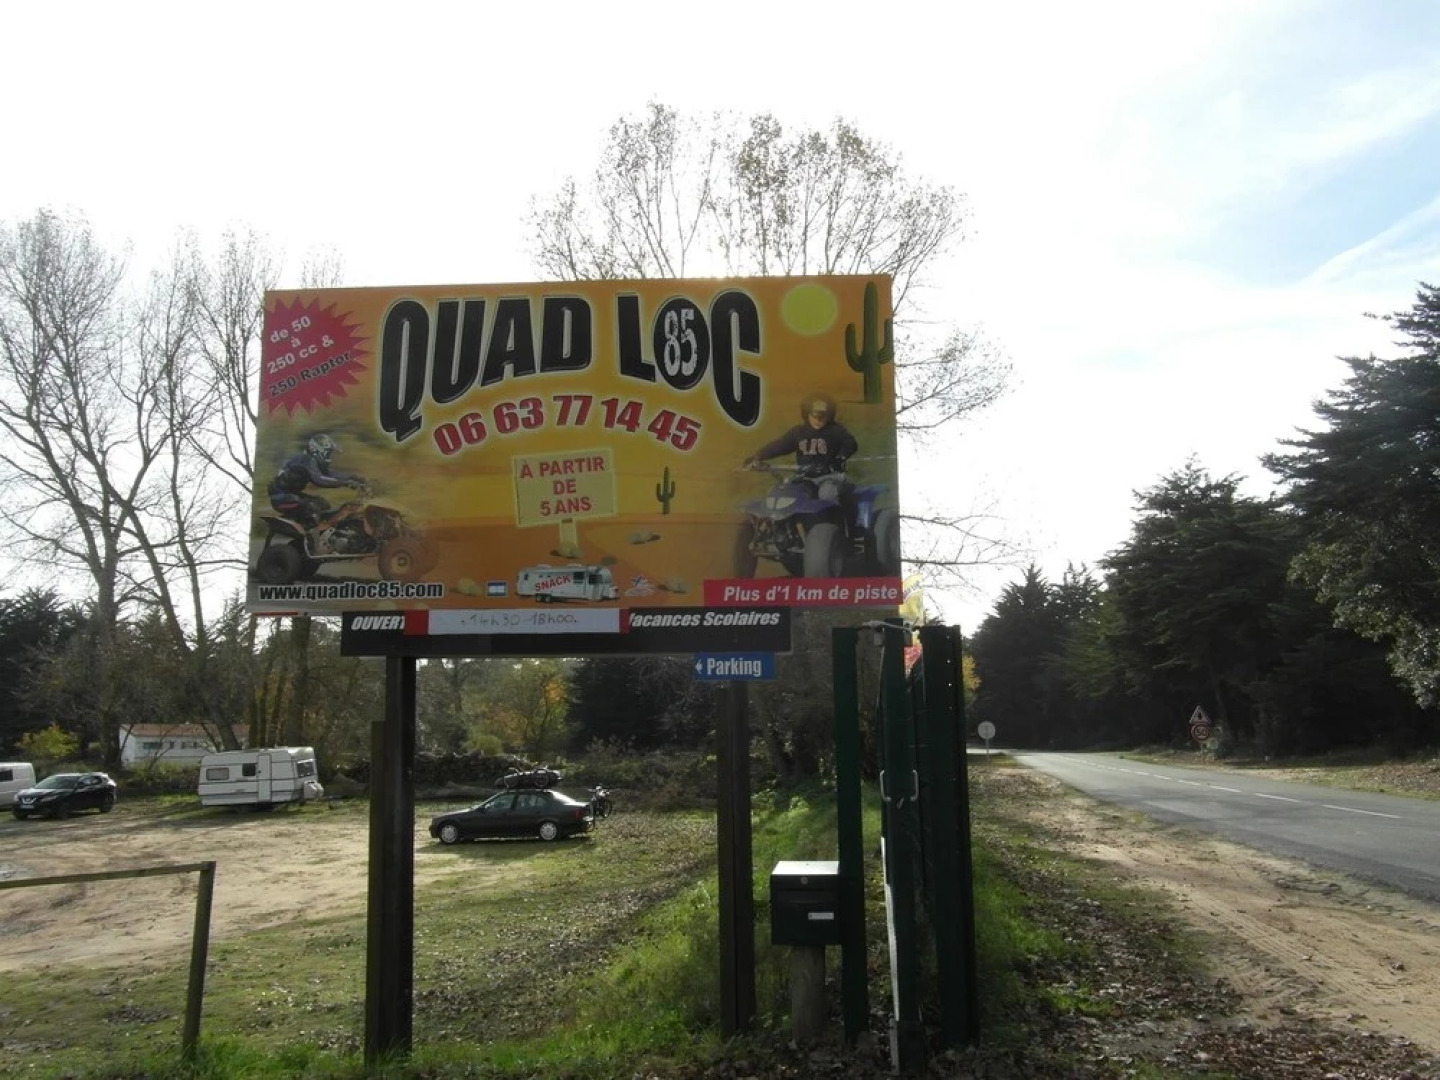 de 50
à
250 cc &
250 Raptor
QUAD LOC
85
06 63 77 14 45
À PARTIR
DE
5 ANS
SNACK
www.quadloc85.com
Plus d'1 km de piste
OUVERT 14h30-18h00 Vacances Scolaires
Parking
50